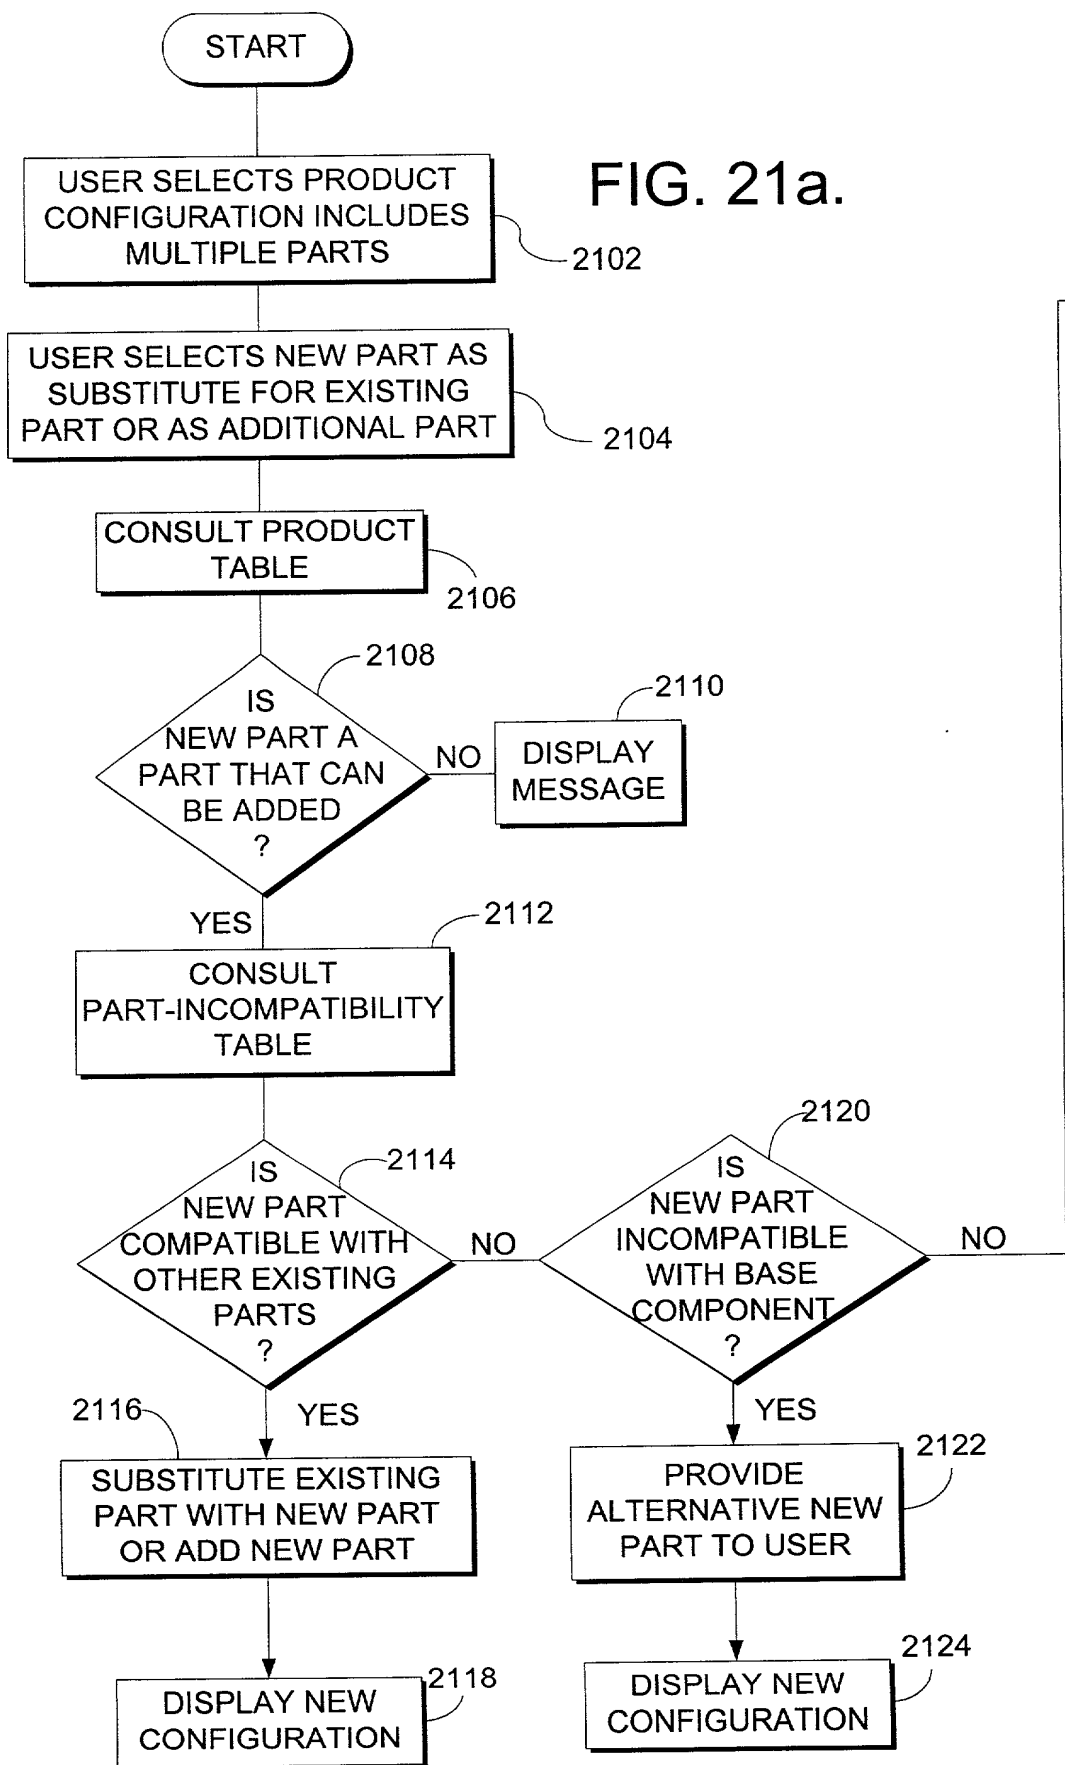 START
FIG. 21a.
USER SELECTS PRODUCT
CONFIGURATION INCLUDES
MULTIPLE PARTS
2102
USER SELECTS NEW PART AS
SUBSTITUTE FOR EXISTING
PART OR AS ADDITIONAL PART
2104
CONSULT PRODUCT
TABLE
2106
2108
IS
NEW PART A
PART THAT CAN
BE ADDED
?
NO
2110
DISPLAY
MESSAGE
YES
2112
CONSULT
PART-INCOMPATIBILITY
TABLE
2114
IS
NEW PART
COMPATIBLE WITH
OTHER EXISTING
PARTS
?
NO
2120
IS
NEW PART
INCOMPATIBLE
WITH BASE
COMPONENT
?
NO
YES
2116
SUBSTITUTE EXISTING
PART WITH NEW PART
OR ADD NEW PART
YES
2122
PROVIDE
ALTERNATIVE NEW
PART TO USER
2118
DISPLAY NEW
CONFIGURATION
2124
DISPLAY NEW
CONFIGURATION